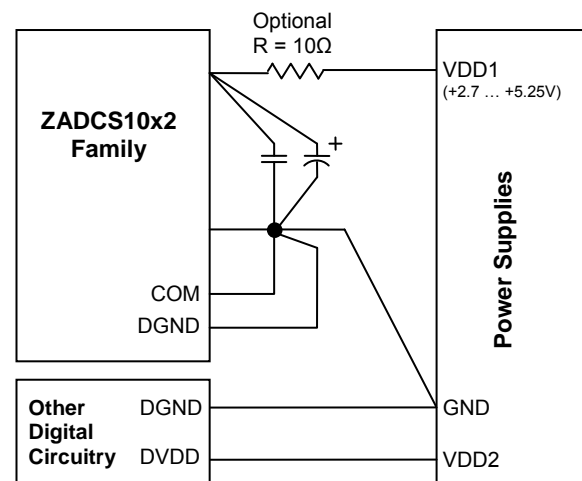 Optional
R = 10Ω
VDD1
(+2.7 ... +5.25V)
ZADCS10x2
Family
+
Power Supplies
COM
DGND
Other
Digital
Circuitry
DGND
DVDD
GND
VDD2